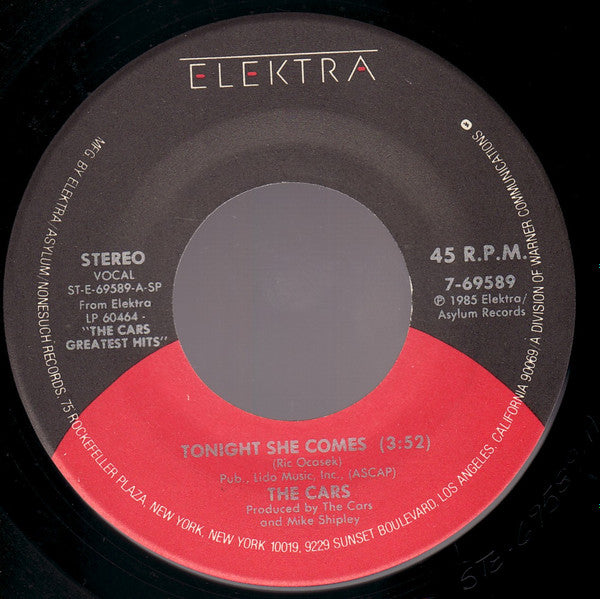 ELEKTRA
STEREO
VOCAL
ST-E-69589-A-SP
From Elektra
LP 60464 -
"THE CARS
GREATEST HITS"
45 R.P.M.
7-69589
℗ 1985 Elektra/
Asylum Records
TONIGHT SHE COMES (3:52)
(Ric Ocasek)
Pub., Lido Music, Inc., (ASCAP)
THE CARS
Produced by The Cars
and Mike Shipley
MFG. BY ELEKTRA/ASYLUM/NONESUCH RECORDS, 75 ROCKEFELLER PLAZA, NEW YORK, NEW YORK 10019, 9229 SUNSET BOULEVARD, LOS ANGELES, CALIFORNIA 90069/A DIVISION OF WARNER COMMUNICATIONS